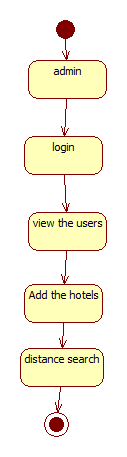 admin
login
view the users
Add the hotels
distance search